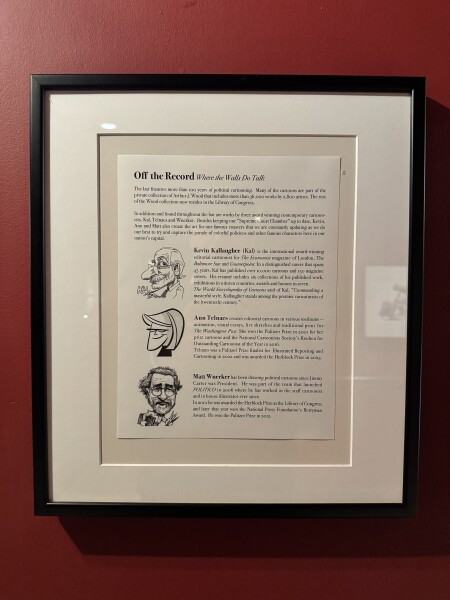 Off the Record Where the Walls Do Talk
The bar features more than 100 years of political cartooning. Many of the cartoons are part of the
private collection of Arthur J. Wood that includes more than 36,000 works by 2,800 artists. The rest
of the Wood collection now resides in the Library of Congress.
In addition and found throughout the bar are works by three award winning contemporary cartoon-
ists, Kal, Telnaes and Wuerker. Besides keeping our "Supreme Court Chamber" up to date, Kevin,
Ann and Matt also create the art for our famous coasters that we are constantly updating as we do
our best to try and capture the parade of colorful politicos and other famous characters here in our
nation's capital.
Kevin Kallaugher (Kal) is the international award-winning
editorial cartoonist for The Economist magazine of London, The
Baltimore Sun and Counterpoint. In a distinguished career that spans
45 years, Kal has published over 10,000 cartoons and 150 magazine
covers. His resumé includes six collections of his published work,
exhibitions in a dozen countries, awards and honors in seven.
The World Encyclopedia of Cartoons said of Kal, "Commanding a
masterful style, Kallaugher stands among the premier caricaturists of
the twentieth century."
Ann Telnaes creates editorial cartoons in various mediums—
animation, visual essays, live sketches and traditional print for
The Washington Post. She won the Pulitzer Prize in 2001 for her
print cartoons and the National Cartoonists Society's Reuben for
Outstanding Cartoonist of the Year in 2016.
Telnaes was a Pulitzer Prize finalist for Illustrated Reporting and
Commentary in 2022 and was awarded the Herblock Prize in 2023.
Matt Wuerker has been drawing political cartoons since Jimmy
Carter was President. He was part of the team that launched
POLITICO in 2006 where he has worked as the staff cartoonist
and in house illustrator ever since.
In 2010 he was awarded the Herblock Prize at the Library of Congress,
and later that year won the National Press Foundation's Berryman
Award. He won the Pulitzer Prize in 2012.